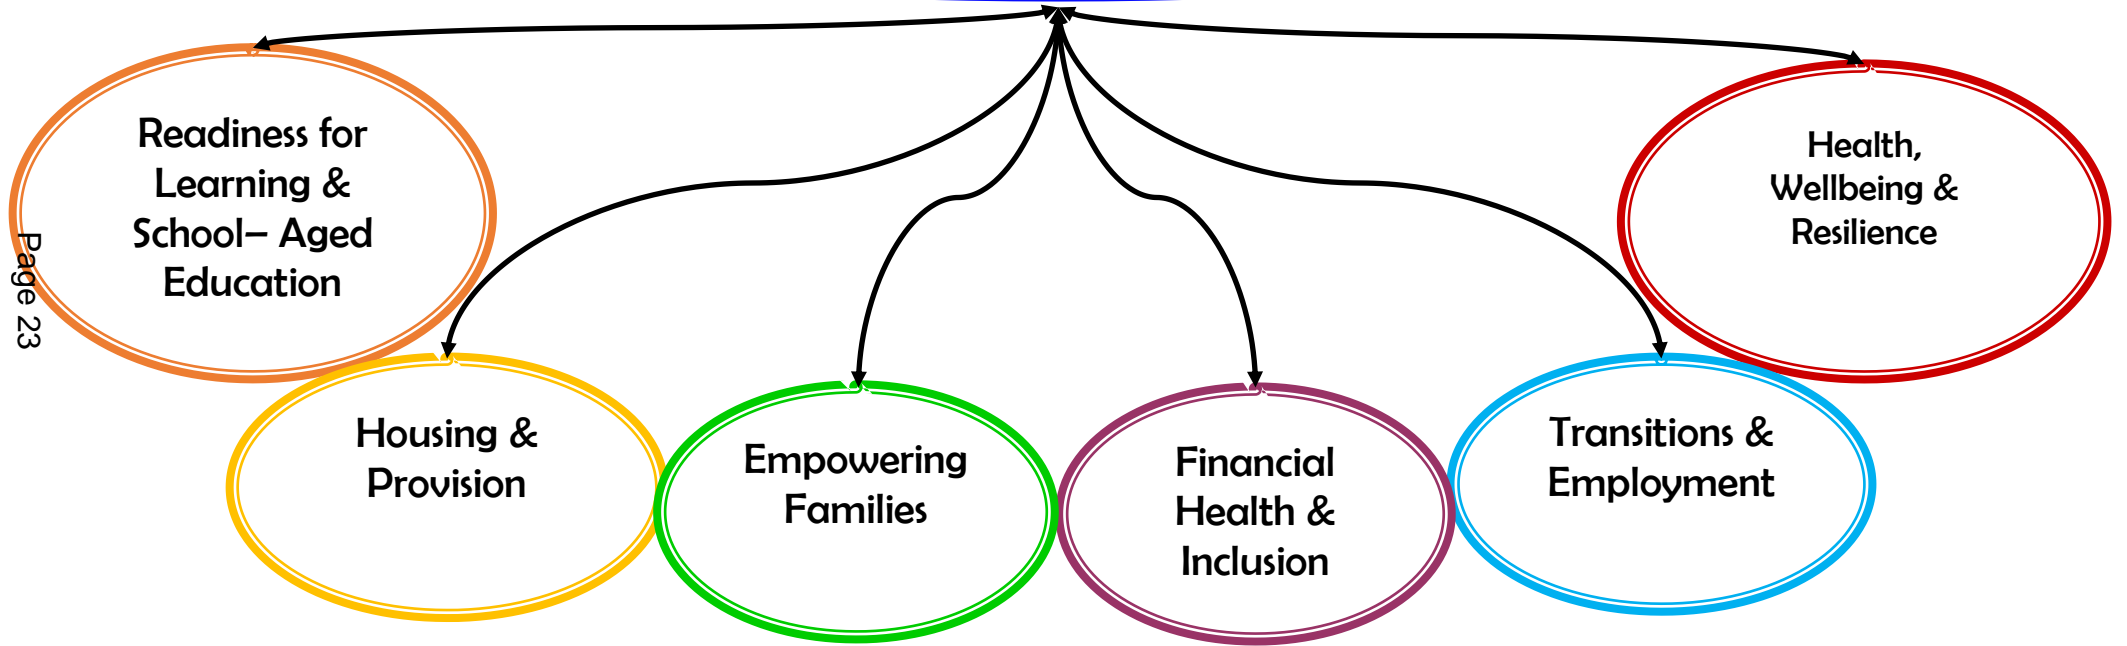 Readiness for
Learning &
School– Aged
Education
Health,
Wellbeing &
Resilience
Housing &
Provision
Empowering
Families
Financial
Health &
Inclusion
Transitions &
Employment
Page 23